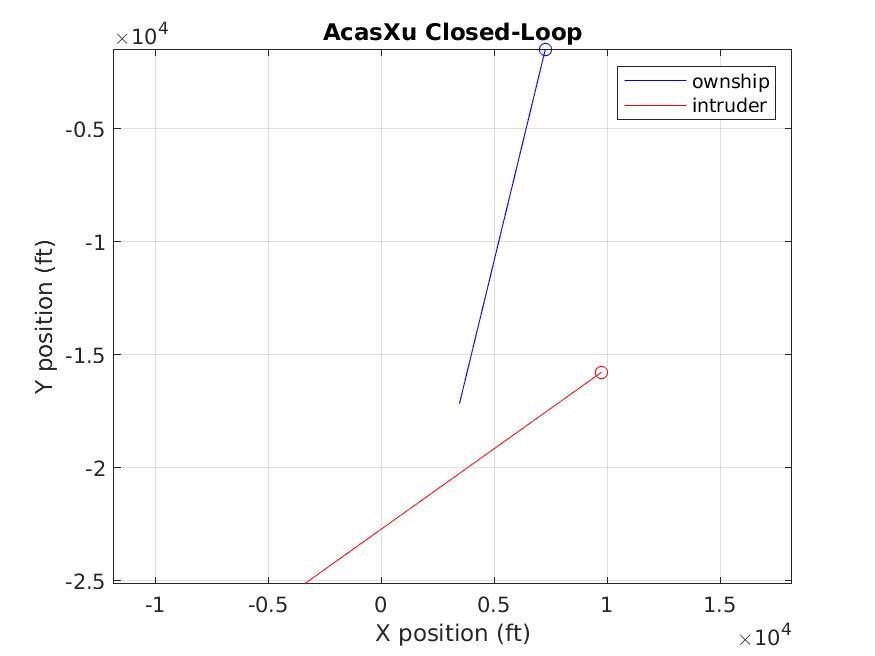 AcasXu Closed-Loop
×10⁴
ownship
intruder
-0.5
-1
-1.5
-2
-2.5
Y position (ft)
-1 -0.5 0 0.5 1 1.5
X position (ft)
×10⁴